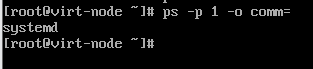 [root@virt-node ~]# ps -p 1 -o comm=
systemd
[root@virt-node ~]#